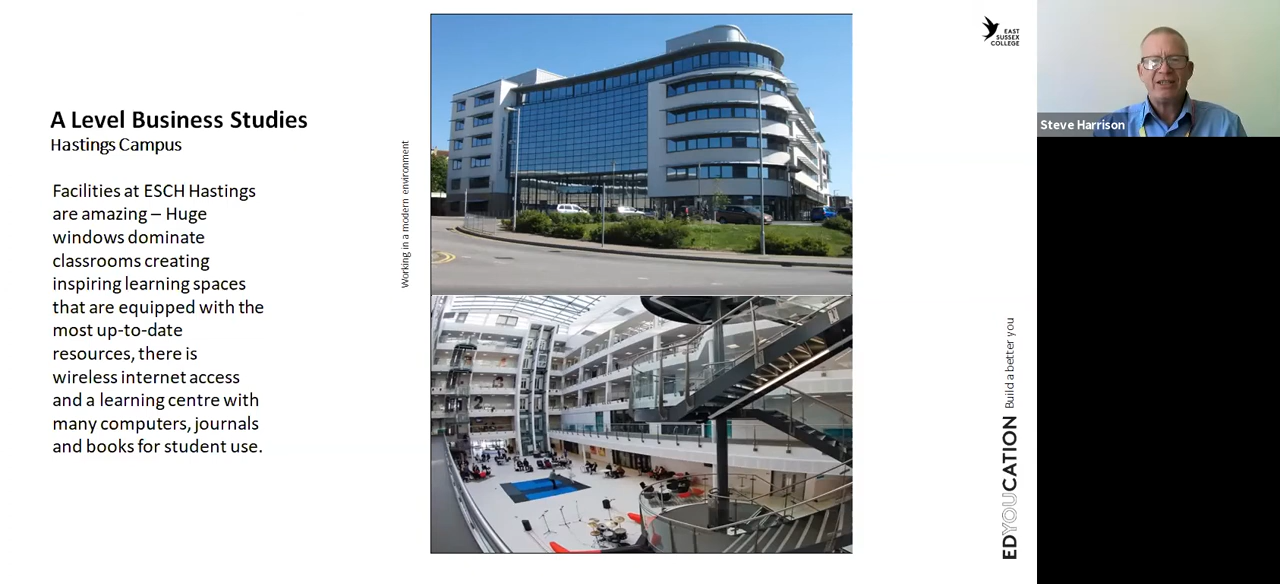 A Level Business Studies
Hastings Campus
Facilities at ESCH Hastings
are amazing – Huge
windows dominate
classrooms creating
inspiring learning spaces
that are equipped with the
most up-to-date
resources, there is
wireless internet access
and a learning centre with
many computers, journals
and books for student use.
Working in a modern environment
EAST
SUSSEX
COLLEGE
EDYOUCATION Build a better you
Steve Harrison